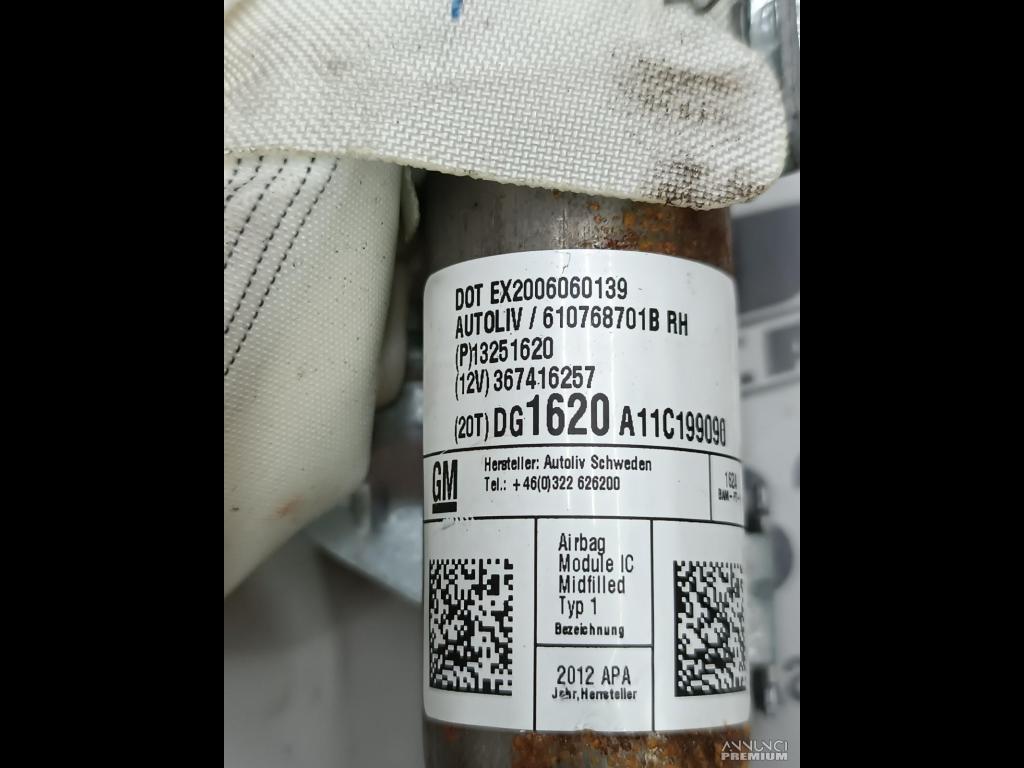 DOT EX2006060139
AUTOLIV / 610768701B RH
(P)13251620
(12V) 367416257
(20T) DG1620 A11C199090
GM
Hersteller: Autoliv Schweden
Tel.: +46(0)322 626200
Airbag
Module IC
Midfilled
Typ 1
Bezeichnung
2012 APA
Jahr, Hersteller
ANNUNCI
PREMIUM